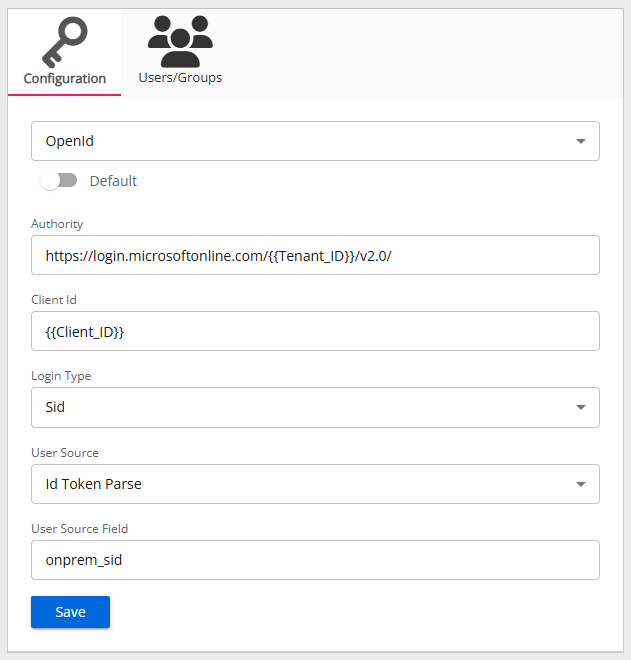 Configuration
Users/Groups
OpenId
Default
Authority
https://login.microsoftonline.com/{{Tenant_ID}}/v2.0/
Client Id
{{Client_ID}}
Login Type
Sid
User Source
Id Token Parse
User Source Field
onprem_sid
Save